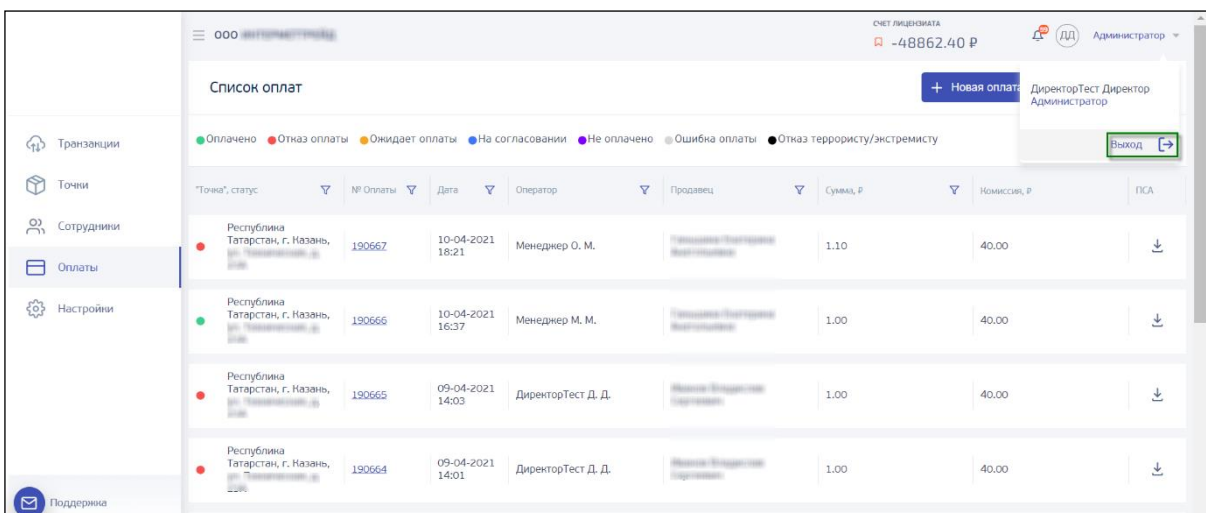 ООО
СЧЕТ ЛИЦЕНЗИАТА
-48862.40 ₽
ДД
Администратор
Список оплат
+ Новая оплата
ДиректорТест Директор
Администратор
Выход
Транзакции
Точки
Сотрудники
Оплаты
Настройки
Поддержка
Оплачено Отказ оплаты Ожидает оплаты На согласовании Не оплачено Ошибка оплаты Отказ террористу/экстремисту
"Точка", статус № Оплаты Дата Оператор Продавец Сумма, ₽ Комиссия, ₽ ПСА
Республика
Татарстан, г. Казань,
190667
10-04-2021
18:21
Менеджер О. М.
1.10
40.00
Республика
Татарстан, г. Казань,
190666
10-04-2021
16:37
Менеджер М. М.
1.00
40.00
Республика
Татарстан, г. Казань,
190665
09-04-2021
14:03
ДиректорТест Д. Д.
1.00
40.00
Республика
Татарстан, г. Казань,
190664
09-04-2021
14:01
ДиректорТест Д. Д.
1.00
40.00